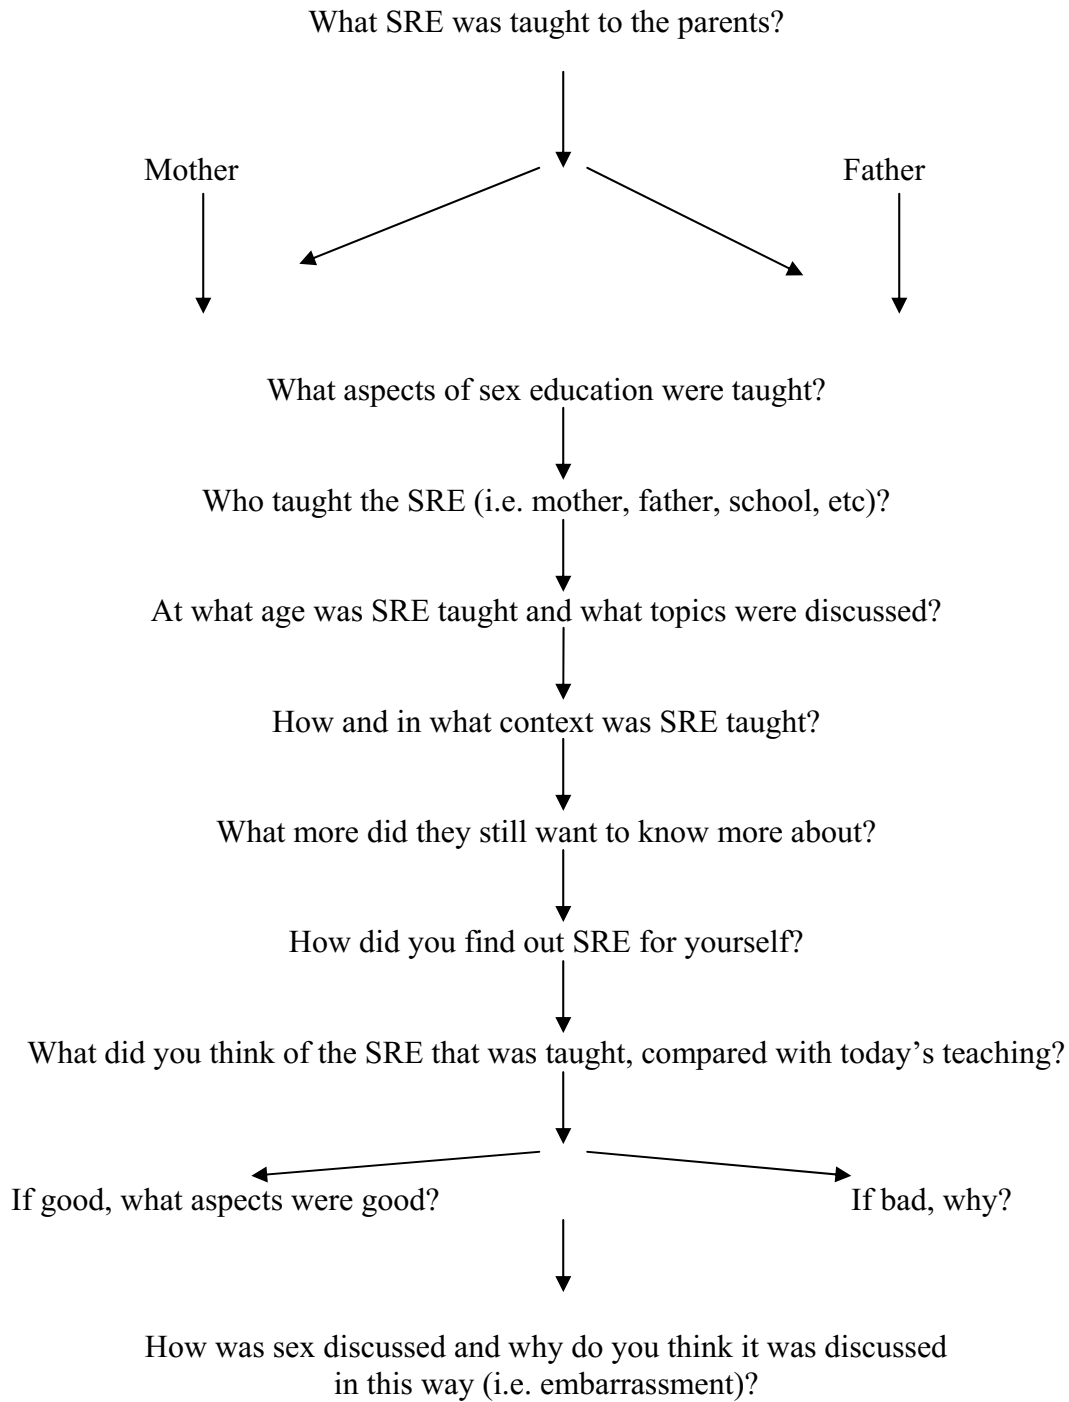 What SRE was taught to the parents?
Mother
Father
What aspects of sex education were taught?
Who taught the SRE (i.e. mother, father, school, etc)?
At what age was SRE taught and what topics were discussed?
How and in what context was SRE taught?
What more did they still want to know more about?
How did you find out SRE for yourself?
What did you think of the SRE that was taught, compared with today’s teaching?
If good, what aspects were good?
If bad, why?
How was sex discussed and why do you think it was discussed
in this way (i.e. embarrassment)?